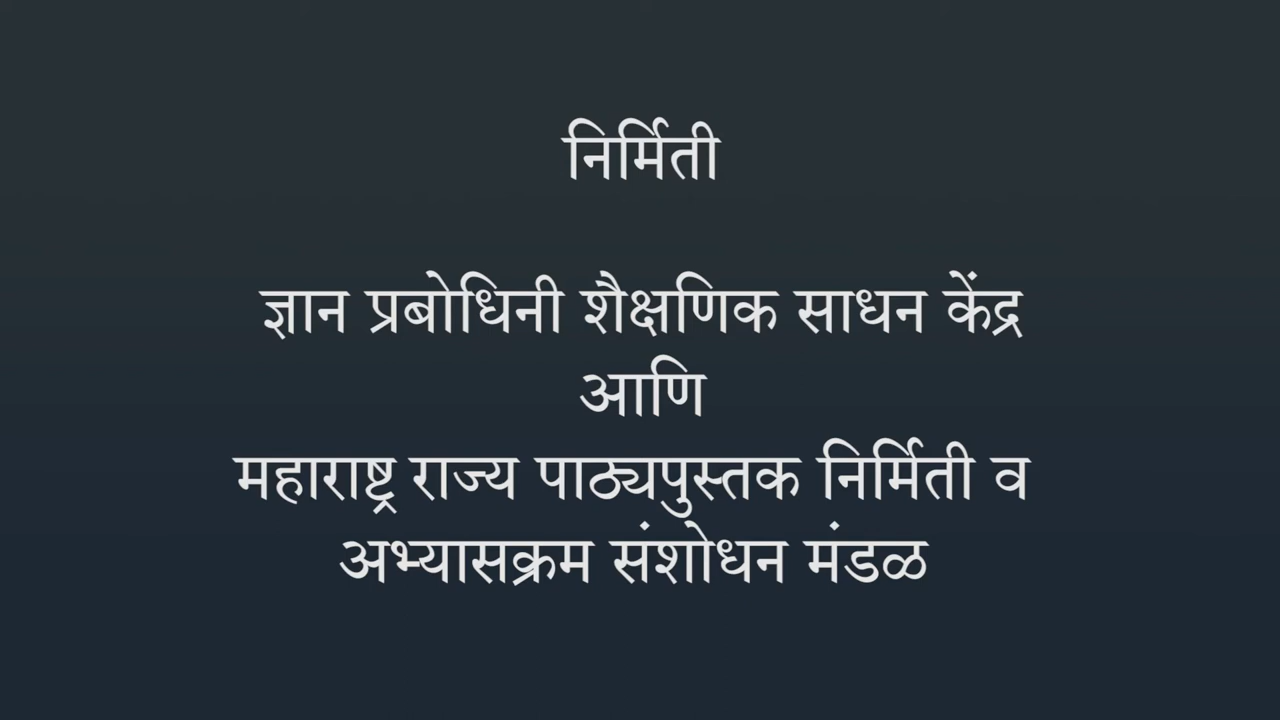 निर्मिती
ज्ञान प्रबोधिनी शैक्षणिक साधन केंद्र
आणि
महाराष्ट्र राज्य पाठ्यपुस्तक निर्मिती व
अभ्यासक्रम संशोधन मंडळ